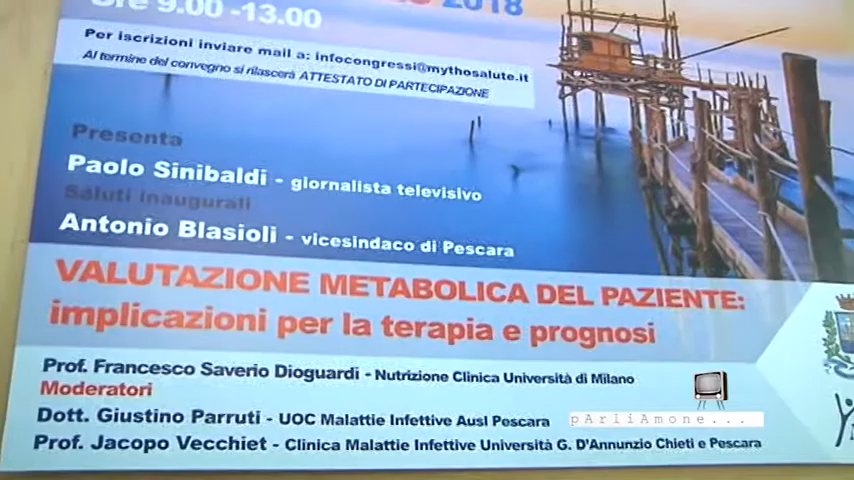 Ore 9.00 -13.00
2018
Per iscrizioni inviare mail a: infocongressi@mythosalute.it
Al termine del convegno si rilascerà ATTESTATO DI PARTECIPAZIONE
Presenta
Paolo Sinibaldi - giornalista televisivo
Saluti inaugurali
Antonio Blasioli - vicesindaco di Pescara
VALUTAZIONE METABOLICA DEL PAZIENTE:
implicazioni per la terapia e prognosi
Prof. Francesco Saverio Dioguardi - Nutrizione Clinica Università di Milano
Moderatori
Dott. Giustino Parruti - UOC Malattie Infettive Ausl Pescara
pArliAmone....
Prof. Jacopo Vecchiet - Clinica Malattie Infettive Università G. D'Annunzio Chieti e Pescara